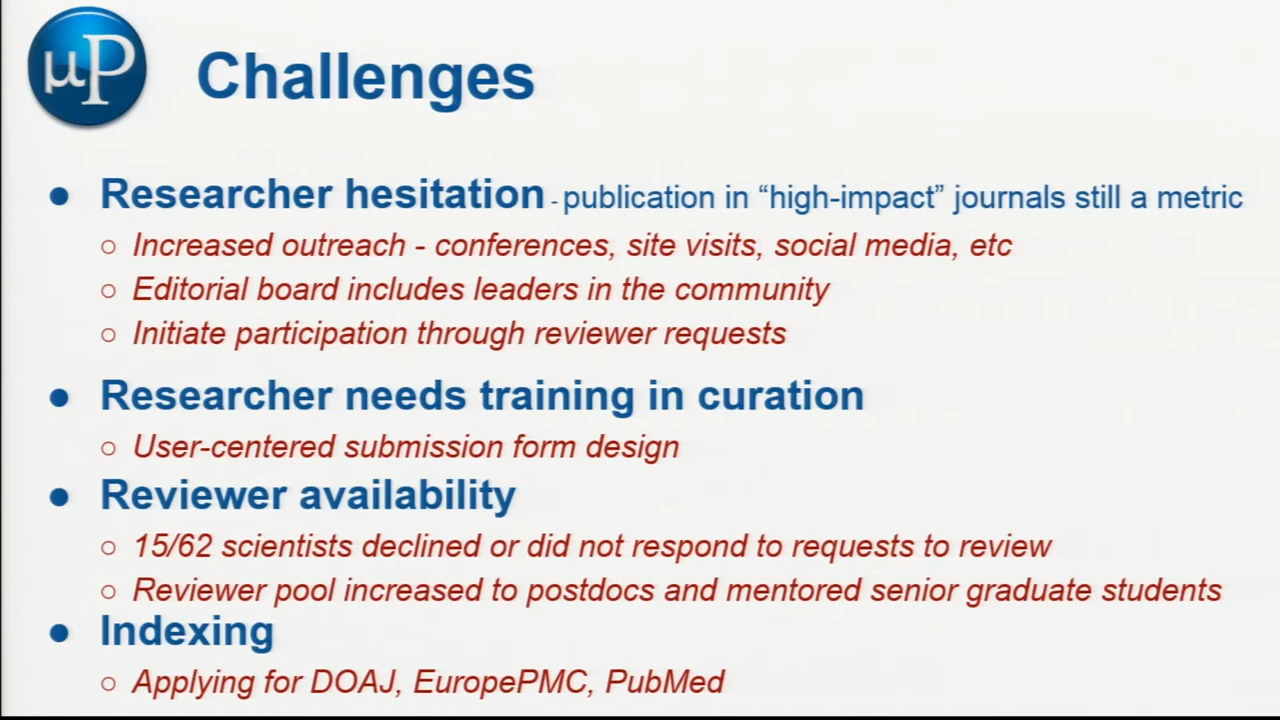 µP
Challenges
● Researcher hesitation - publication in “high-impact” journals still a metric
○ Increased outreach - conferences, site visits, social media, etc
○ Editorial board includes leaders in the community
○ Initiate participation through reviewer requests
● Researcher needs training in curation
○ User-centered submission form design
● Reviewer availability
○ 15/62 scientists declined or did not respond to requests to review
○ Reviewer pool increased to postdocs and mentored senior graduate students
● Indexing
○ Applying for DOAJ, EuropePMC, PubMed